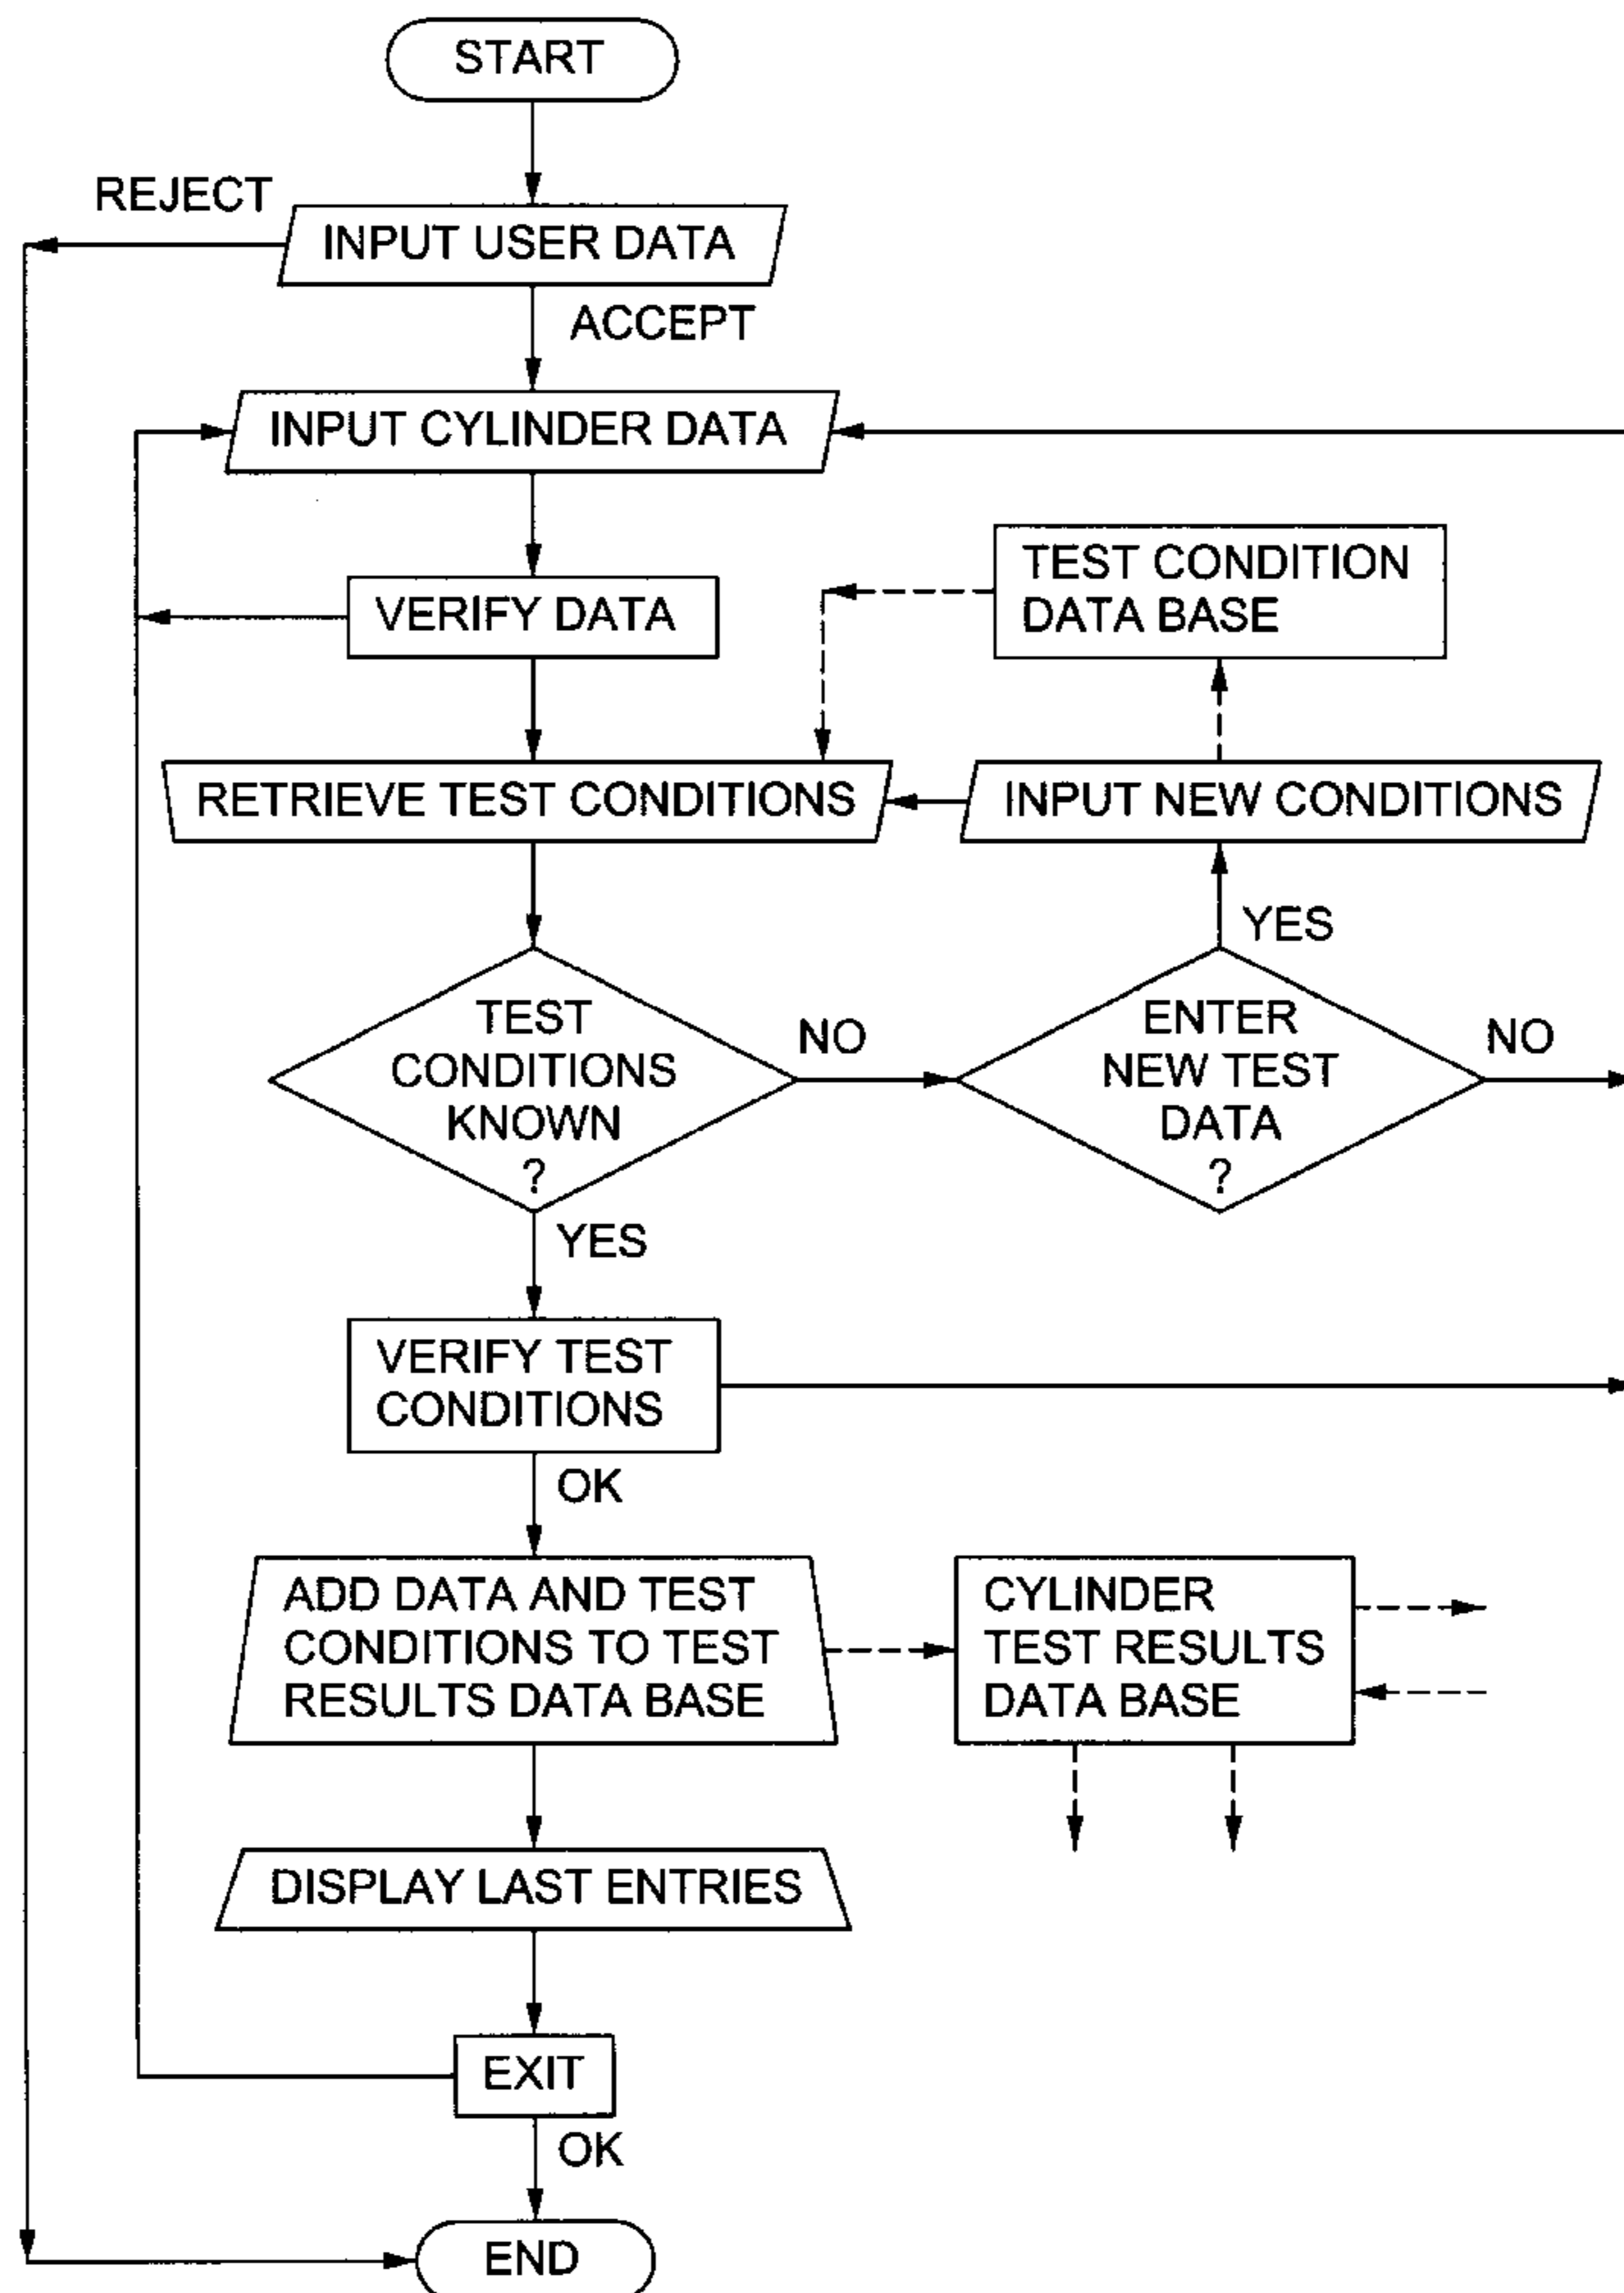 START
REJECT
INPUT USER DATA
ACCEPT
INPUT CYLINDER DATA
TEST CONDITION
DATA BASE
VERIFY DATA
RETRIEVE TEST CONDITIONS
INPUT NEW CONDITIONS
YES
TEST
CONDITIONS
KNOWN
?
NO
ENTER
NEW TEST
DATA
?
NO
YES
VERIFY TEST
CONDITIONS
OK
ADD DATA AND TEST
CONDITIONS TO TEST
RESULTS DATA BASE
CYLINDER
TEST RESULTS
DATA BASE
DISPLAY LAST ENTRIES
EXIT
OK
END